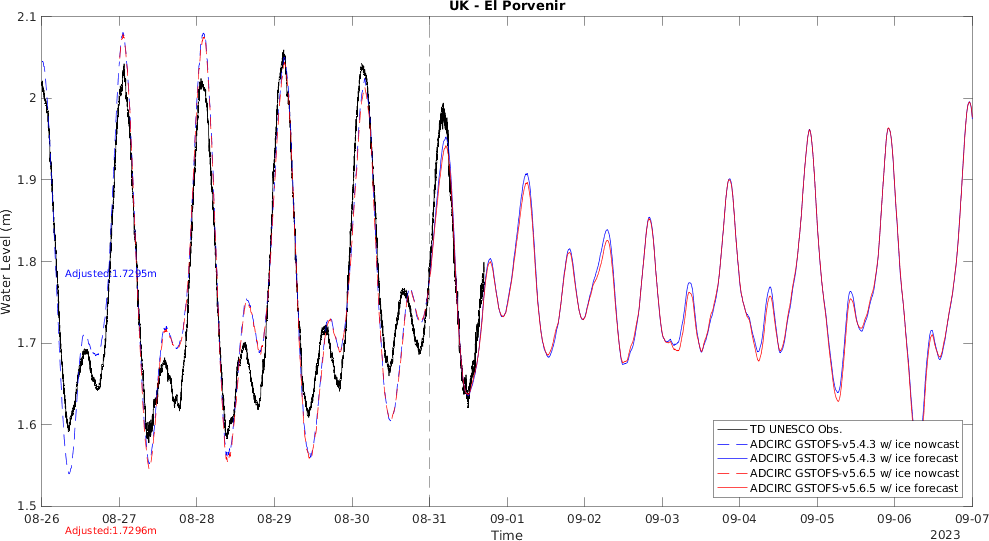 UK - El Porvenir
2.1
2
1.9
1.8
1.7
1.6
1.5
Water Level (m)
Adjusted:1.7295m
TD UNESCO Obs.
ADCIRC GSTOFS-v5.4.3 w/ ice nowcast
ADCIRC GSTOFS-v5.4.3 w/ ice forecast
ADCIRC GSTOFS-v5.6.5 w/ ice nowcast
ADCIRC GSTOFS-v5.6.5 w/ ice forecast
08-26 08-27 08-28 08-29 08-30 08-31 09-01 09-02 09-03 09-04 09-05 09-06 09-07
Adjusted:1.7296m
Time
2023